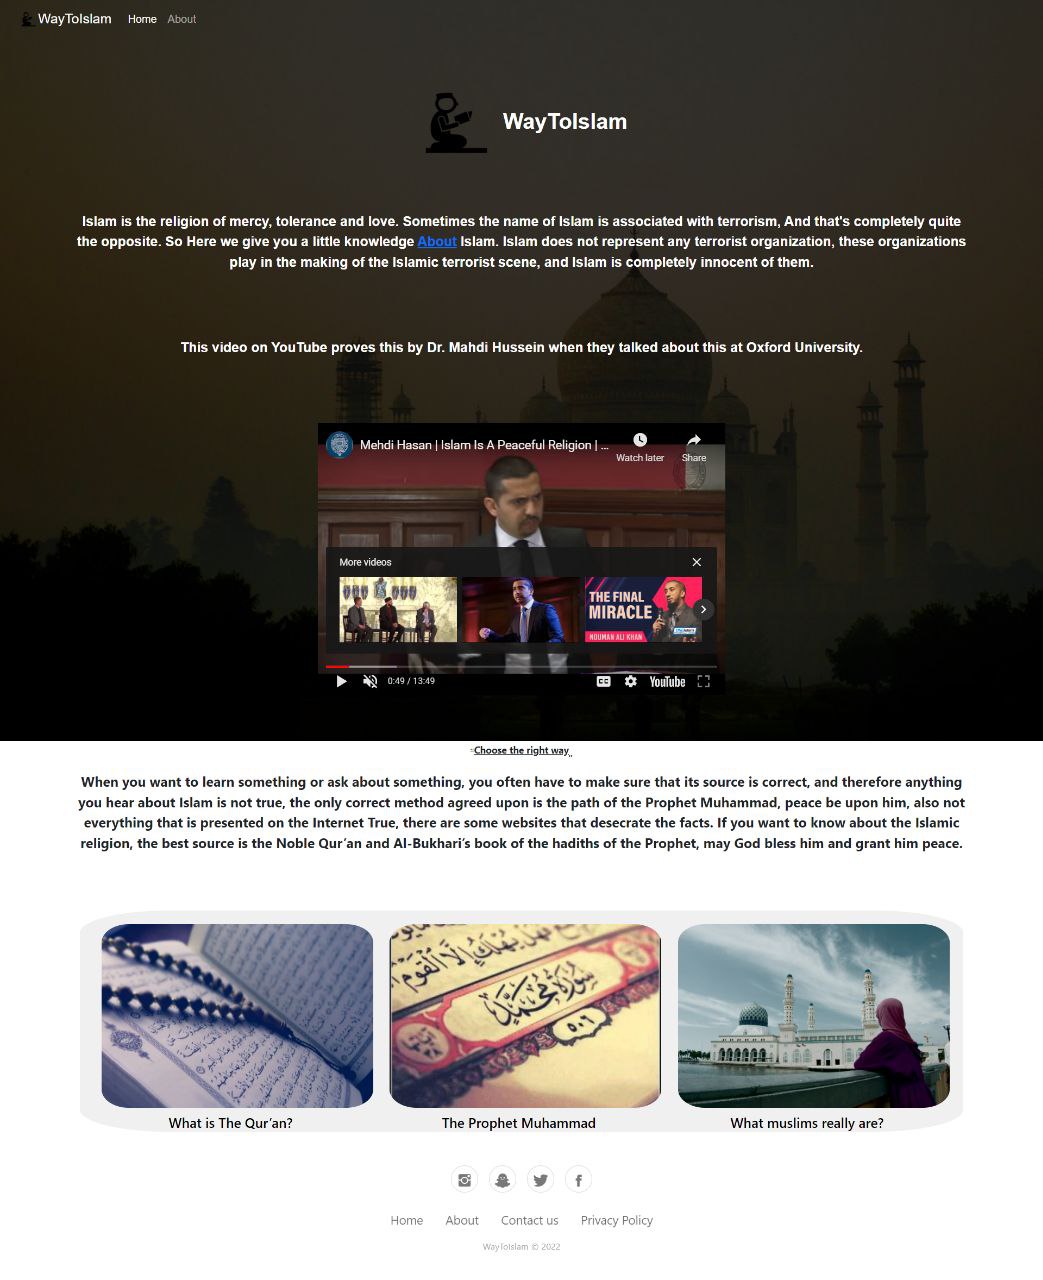 WayToIslam Home About
WayToIslam
Islam is the religion of mercy, tolerance and love. Sometimes the name of Islam is associated with terrorism, And that's completely quite
the opposite. So Here we give you a little knowledge About Islam. Islam does not represent any terrorist organization, these organizations
play in the making of the Islamic terrorist scene, and Islam is completely innocent of them.
This video on YouTube proves this by Dr. Mahdi Hussein when they talked about this at Oxford University.
Mehdi Hasan | Islam Is A Peaceful Religion | ...
Watch later Share
More videos
THE FINAL
MIRACLE
NOUMAN ALI KHAN
0:49 / 13:49 CC YouTube
Choose the right way
When you want to learn something or ask about something, you often have to make sure that its source is correct, and therefore anything
you hear about Islam is not true, the only correct method agreed upon is the path of the Prophet Muhammad, peace be upon him, also not
everything that is presented on the Internet True, there are some websites that desecrate the facts. If you want to know about the Islamic
religion, the best source is the Noble Qur’an and Al-Bukhari’s book of the hadiths of the Prophet, may God bless him and grant him peace.
سورة محمد
What is The Qur’an? The Prophet Muhammad What muslims really are?
Home About Contact us Privacy Policy
WayToIslam © 2022